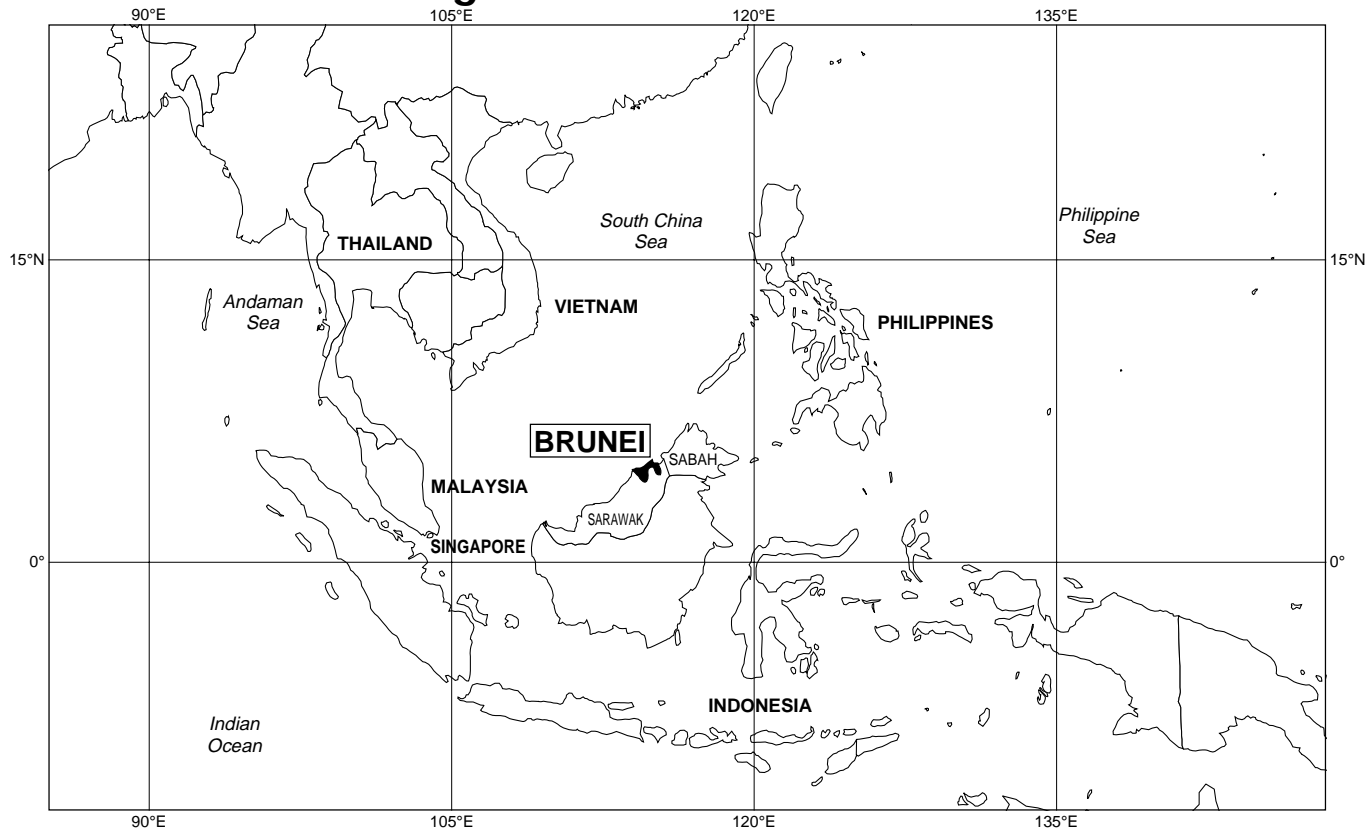 90°E 105°E 120°E 135°E
South China
Sea
Philippine
Sea
THAILAND
15°N 15°N
Andaman
Sea
VIETNAM
PHILIPPINES
BRUNEI
SABAH
MALAYSIA
SARAWAK
SINGAPORE
0° 0°
INDONESIA
Indian
Ocean
90°E 105°E 120°E 135°E